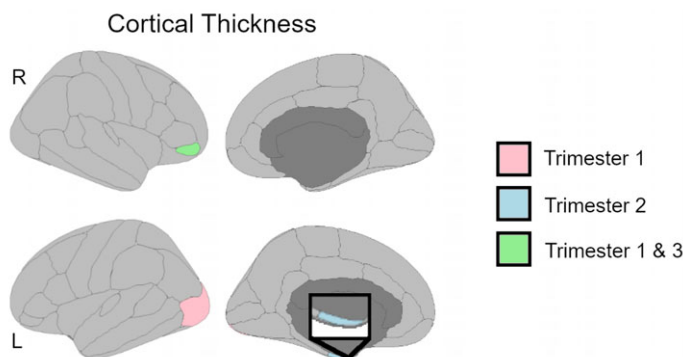 Cortical Thickness
R
L
Trimester 1
Trimester 2
Trimester 1 & 3